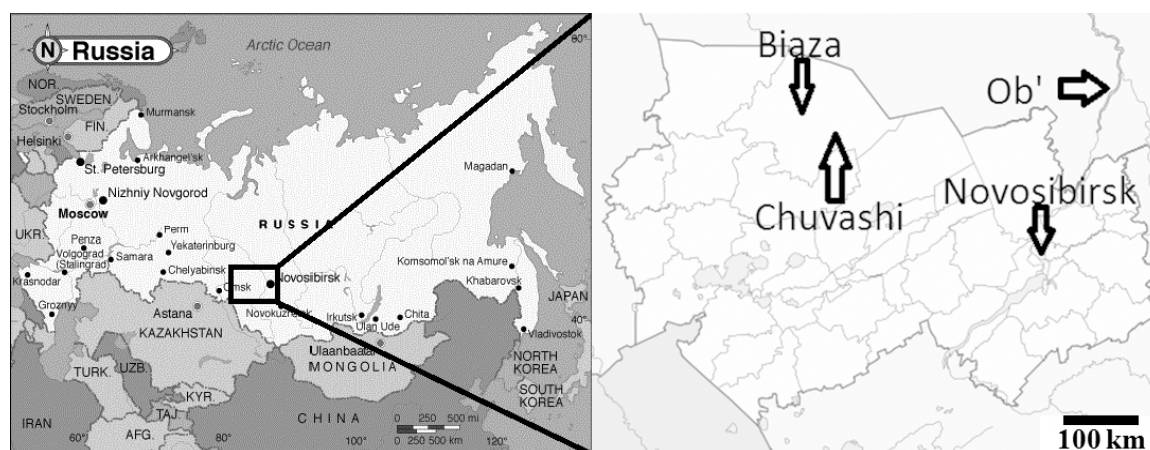 N Russia
Arctic Ocean
60°
NOR.
SWEDEN
Stockholm
FIN.
Helsinki
Murmansk
Arkhangel'sk
St. Petersburg
Nizhniy Novgorod
Moscow
Magadan
RUSSIA
UKR.
Penza
Perm
Yekaterinburg
Volgograd
(Stalingrad)
Samara
Chelyabinsk
Omsk
Novosibirsk
Komsomol'sk na Amure
Khabarovsk
Krasnodar
Groznyy
Astana
KAZAKHSTAN
Irkutsk
Ulan Ude
Chita
JAPAN
40°
Vladivostok
Ulaanbaatar
MONGOLIA
NORTH
KOREA
SOUTH
KOREA
TURK.
UZB.
KYR.
TAJ.
AFG.
IRAN
CHINA
60°
80°
100°
120°
0 250 500 mi
0 250 500 km
Biaza
Ob'
Chuvashi
Novosibirsk
100 km